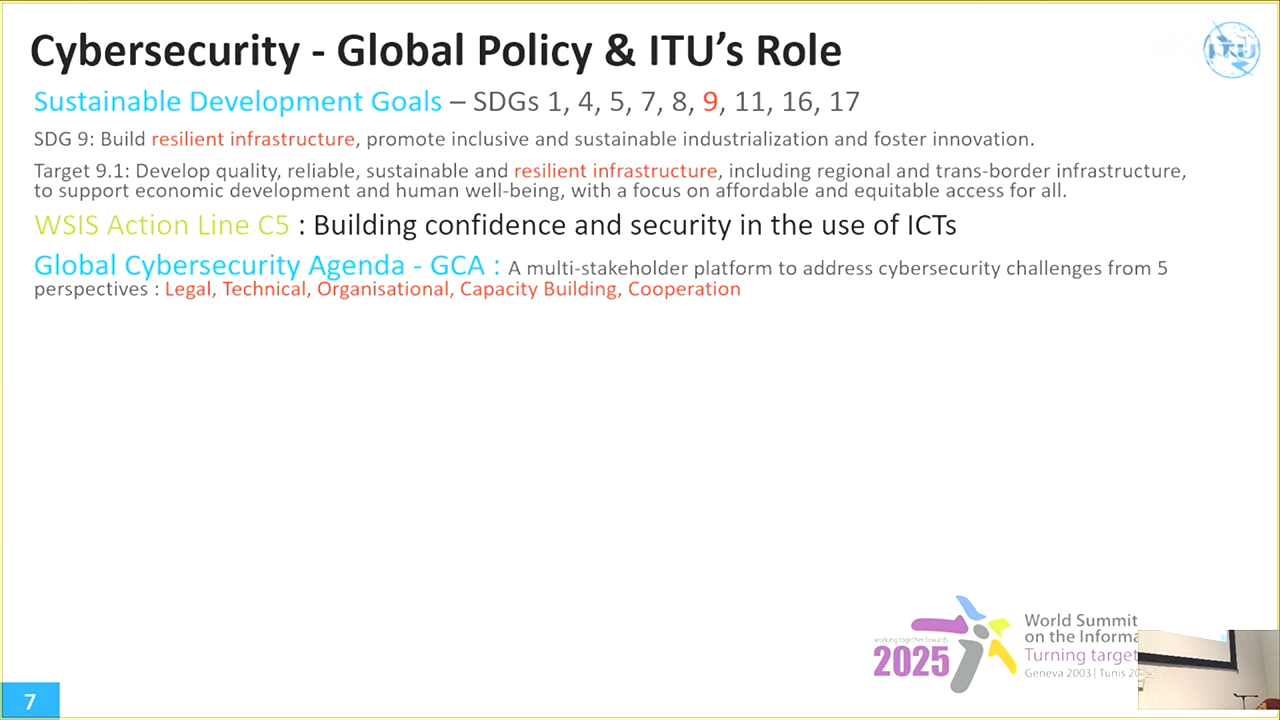 Cybersecurity - Global Policy & ITU's Role
ITU
Sustainable Development Goals – SDGs 1, 4, 5, 7, 8, 9, 11, 16, 17
SDG 9: Build resilient infrastructure, promote inclusive and sustainable industrialization and foster innovation.
Target 9.1: Develop quality, reliable, sustainable and resilient infrastructure, including regional and trans-border infrastructure,
to support economic development and human well-being, with a focus on affordable and equitable access for all.
WSIS Action Line C5 : Building confidence and security in the use of ICTs
Global Cybersecurity Agenda - GCA : A multi-stakeholder platform to address cybersecurity challenges from 5
perspectives : Legal, Technical, Organisational, Capacity Building, Cooperation
working together towards
2025
World Summit
on the Informa
Turning target
Geneva 2003 | Tunis
7